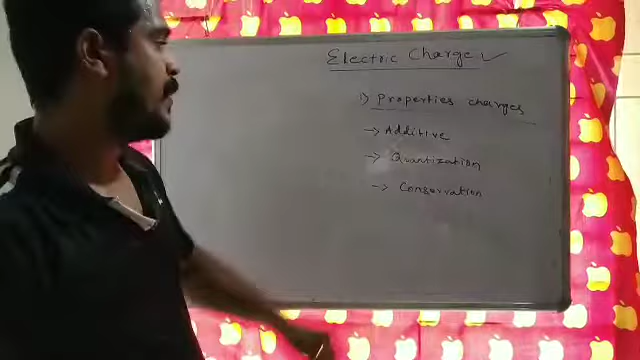 Electric Charge ✓
1) Properties charges
→ Additive
→ Quantization
→ Conservation